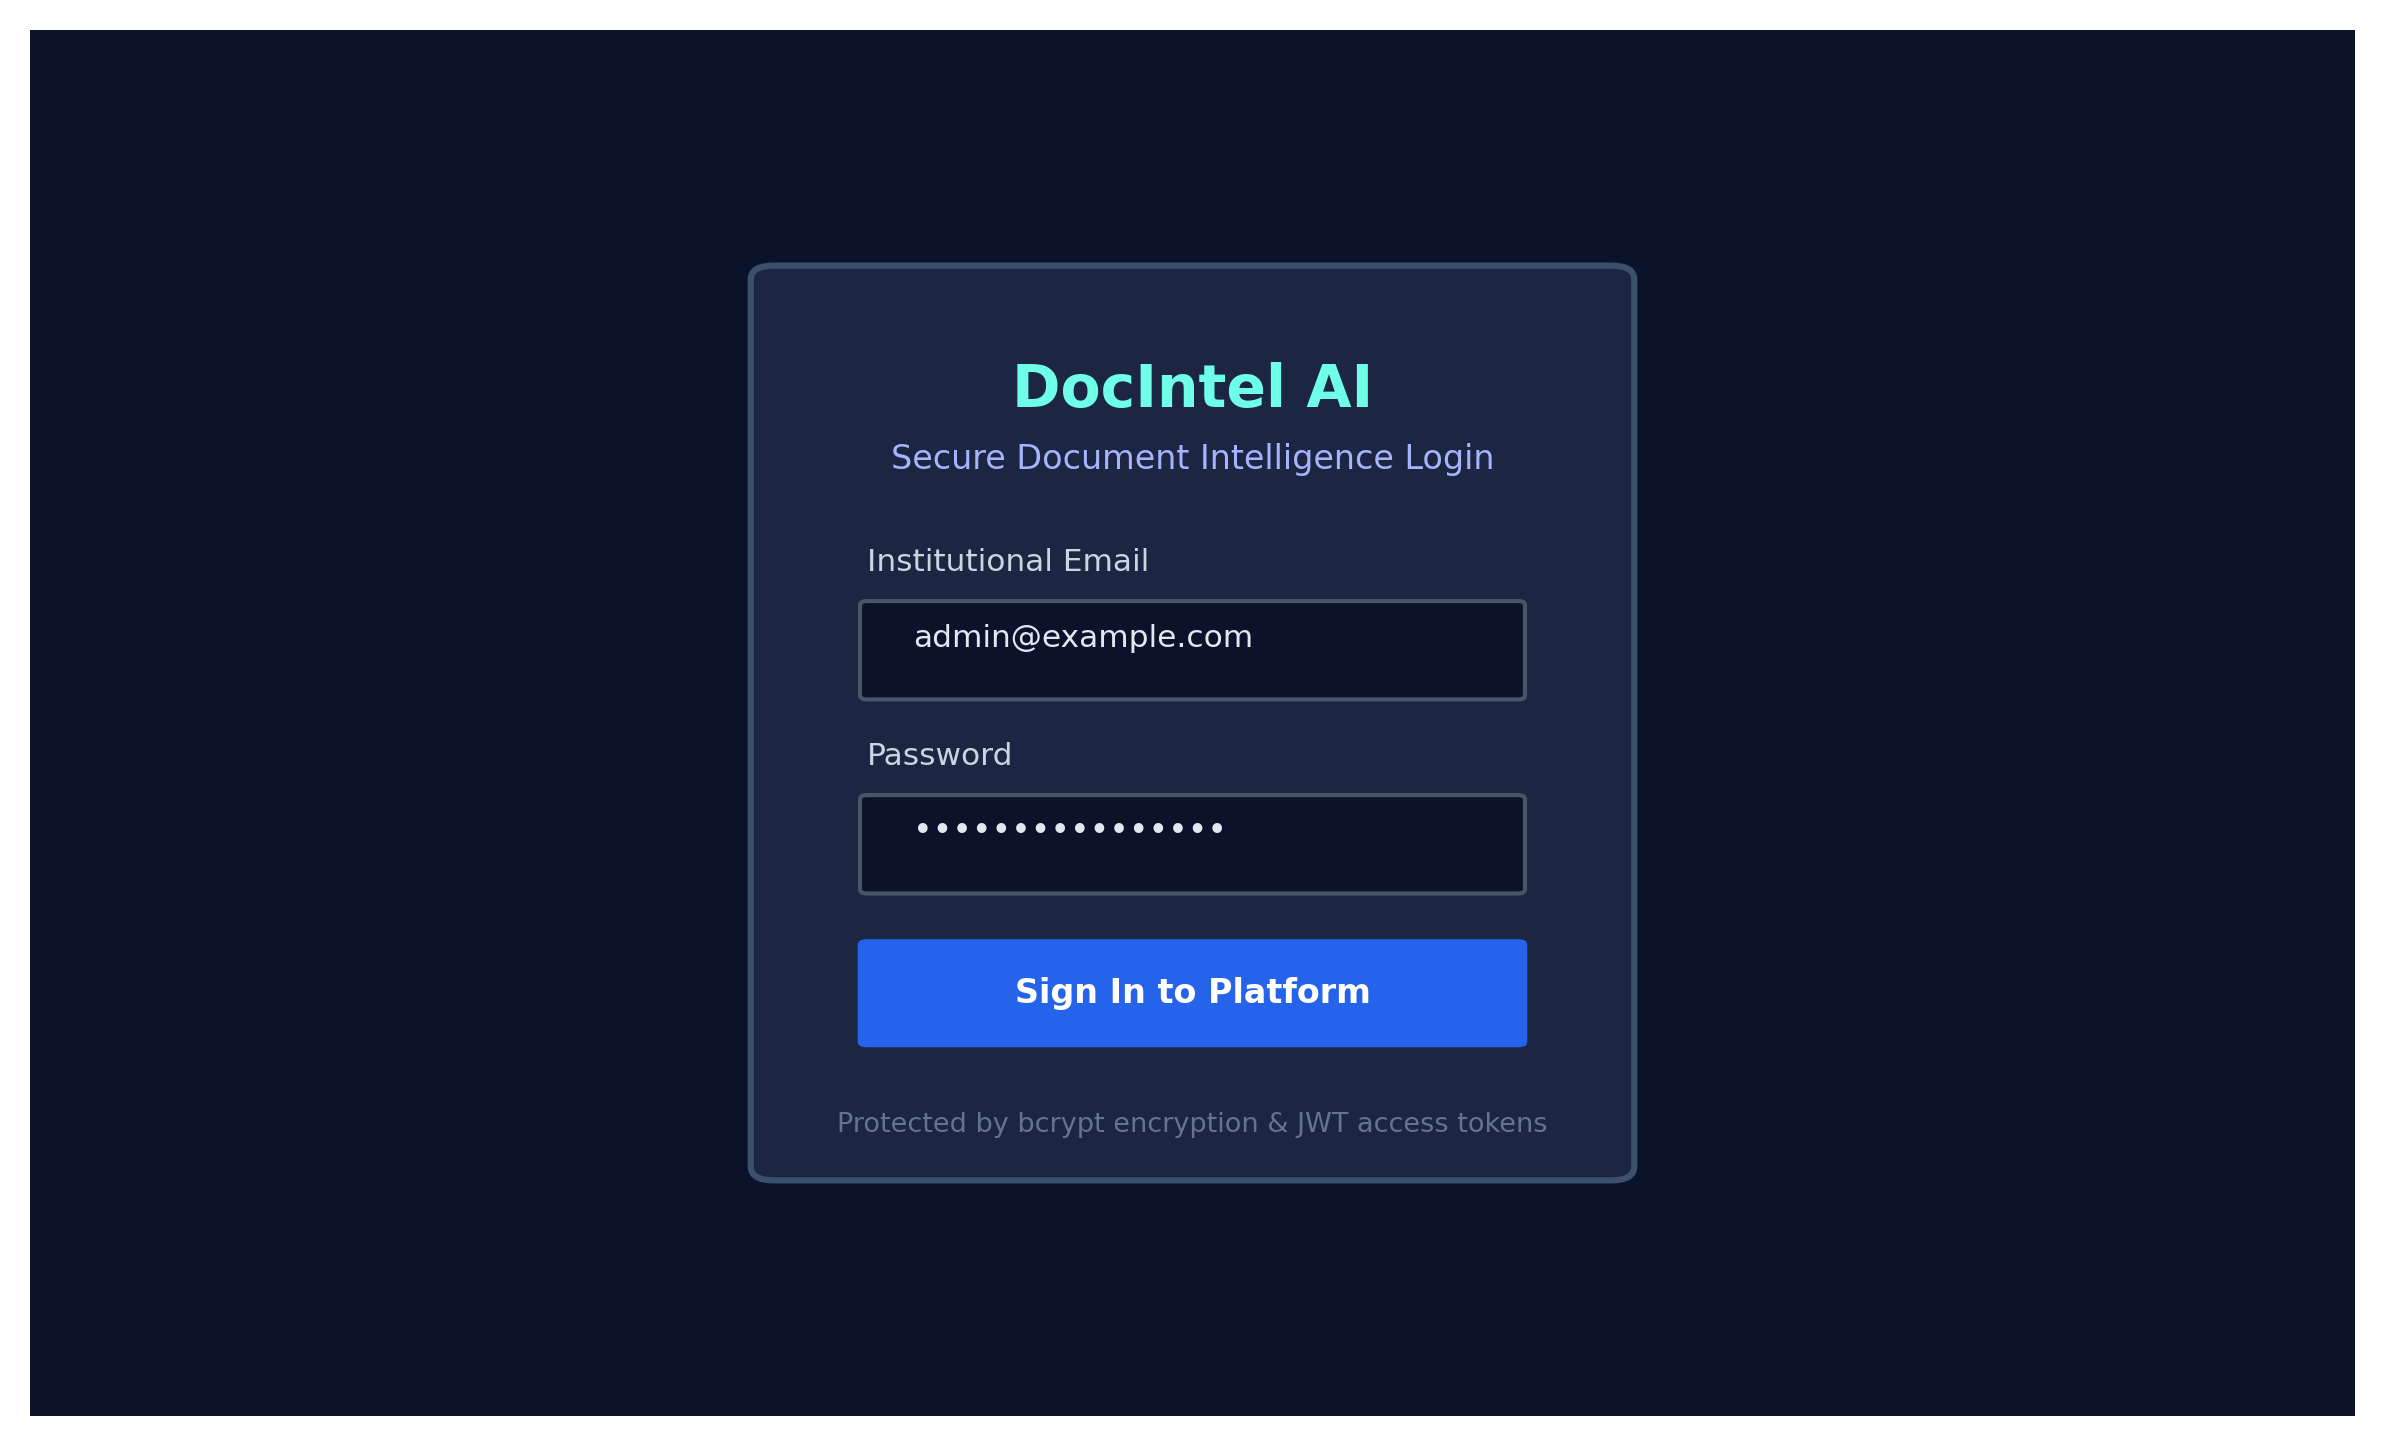 DocIntel AI
Secure Document Intelligence Login
Institutional Email
admin@example.com
Password
••••••••••••••••
Sign In to Platform
Protected by bcrypt encryption & JWT access tokens